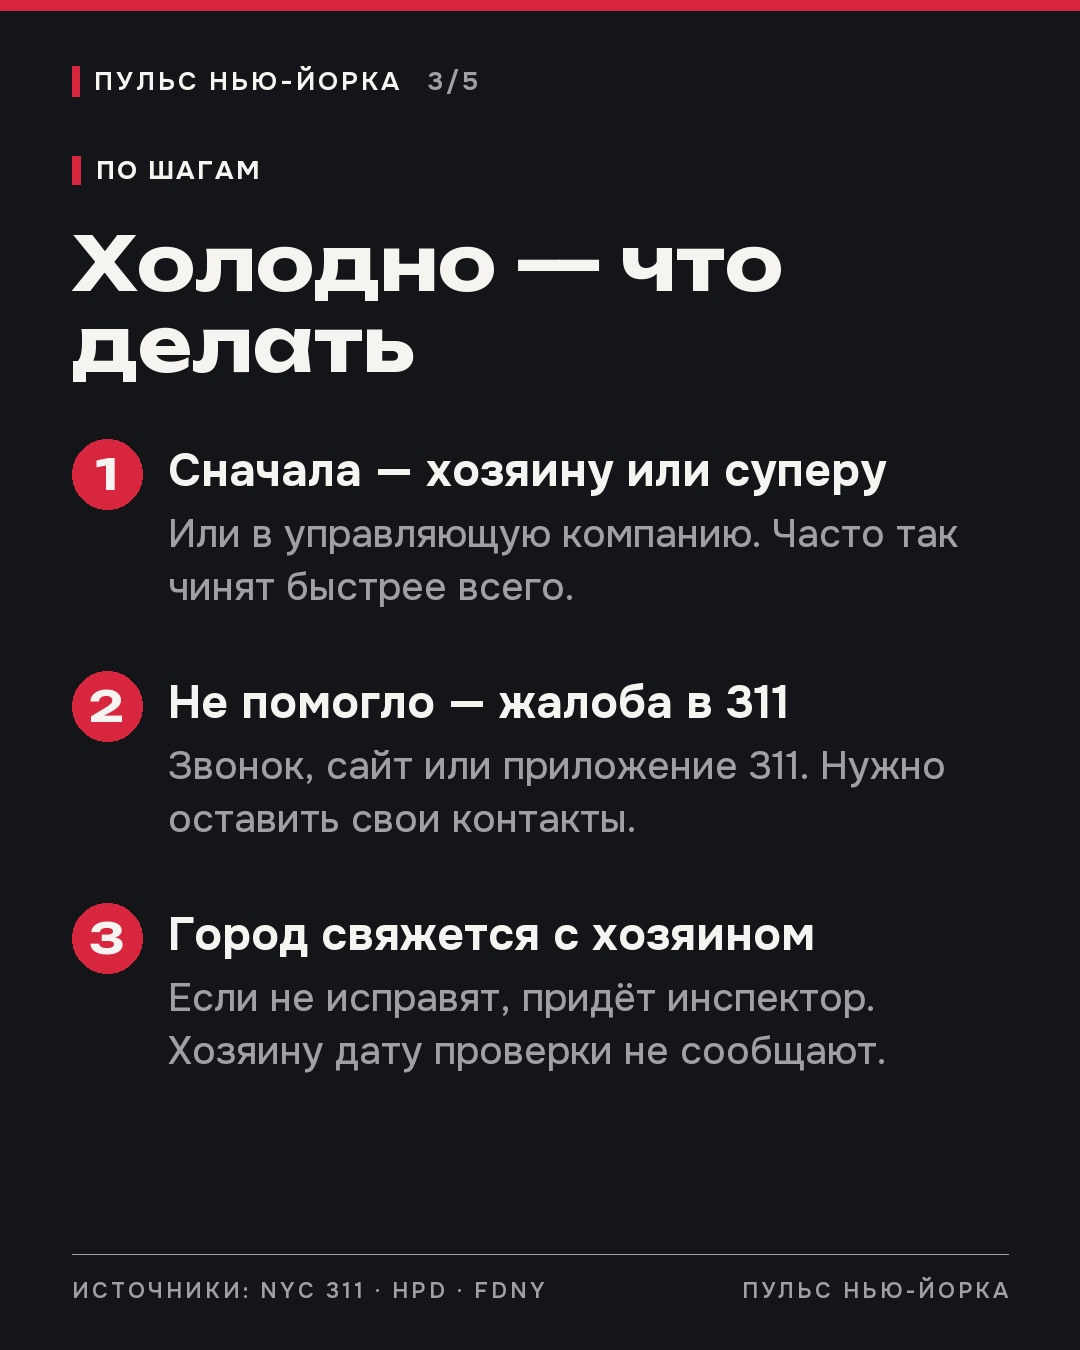 ПУЛЬС НЬЮ-ЙОРКА 3/5
ПО ШАГАМ
Холодно — что
делать
1 Сначала — хозяину или суперу
Или в управляющую компанию. Часто так
чинят быстрее всего.
2 Не помогло — жалоба в 311
Звонок, сайт или приложение 311. Нужно
оставить свои контакты.
3 Город свяжется с хозяином
Если не исправят, придёт инспектор.
Хозяину дату проверки не сообщают.
ИСТОЧНИКИ: NYC 311 · HPD · FDNY ПУЛЬС НЬЮ-ЙОРКА